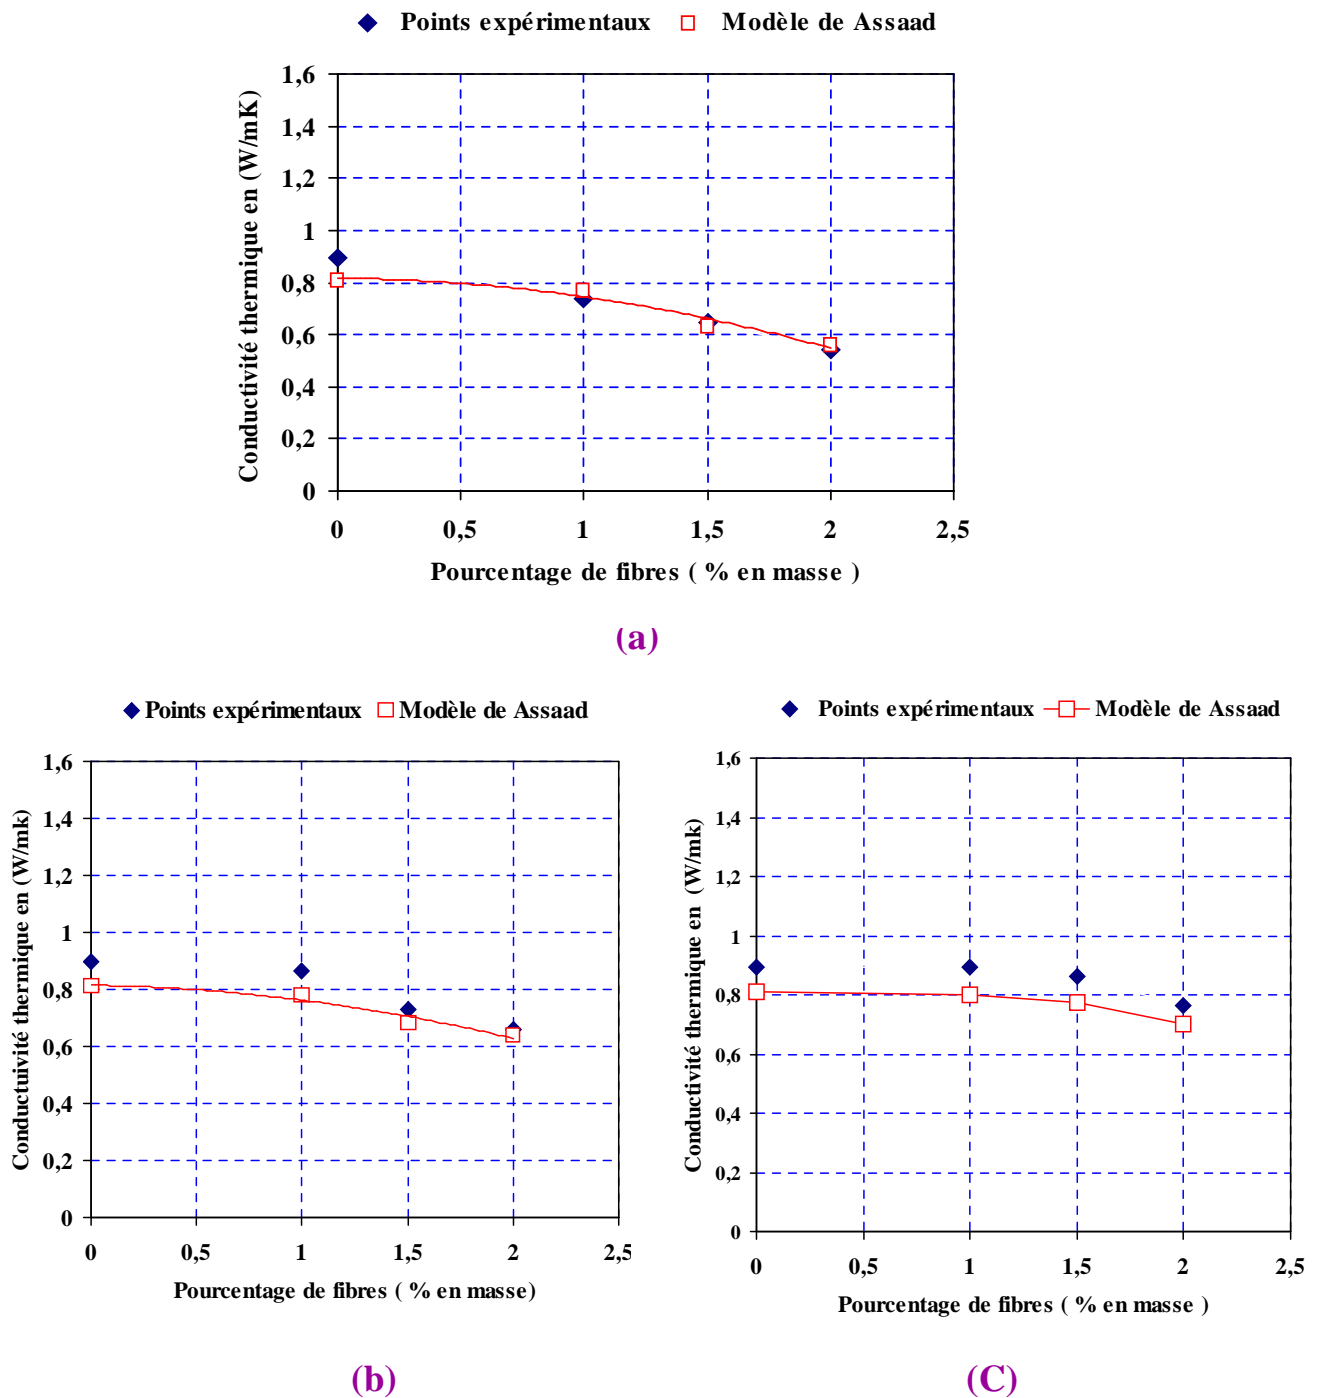 Points expérimentaux Modèle de Assaad
1,6
1,4
1,2
1
0,8
0,6
0,4
0,2
0
Conductivité thermique en (W/mK)
0 0,5 1 1,5 2 2,5
Pourcentage de fibres ( % en masse )
(a)
Points expérimentaux Modèle de Assaad
1,6
1,4
1,2
1
0,8
0,6
0,4
0,2
0
Conductuivité thermique en (W/mk)
0 0,5 1 1,5 2 2,5
Pourcentage de fibres ( % en masse)
(b)
Points expérimentaux Modèle de Assaad
1,6
1,4
1,2
1
0,8
0,6
0,4
0,2
0
Conductivité thermique en (W/mk)
0 0,5 1 1,5 2 2,5
Pourcentage de fibres ( % en masse )
(C)